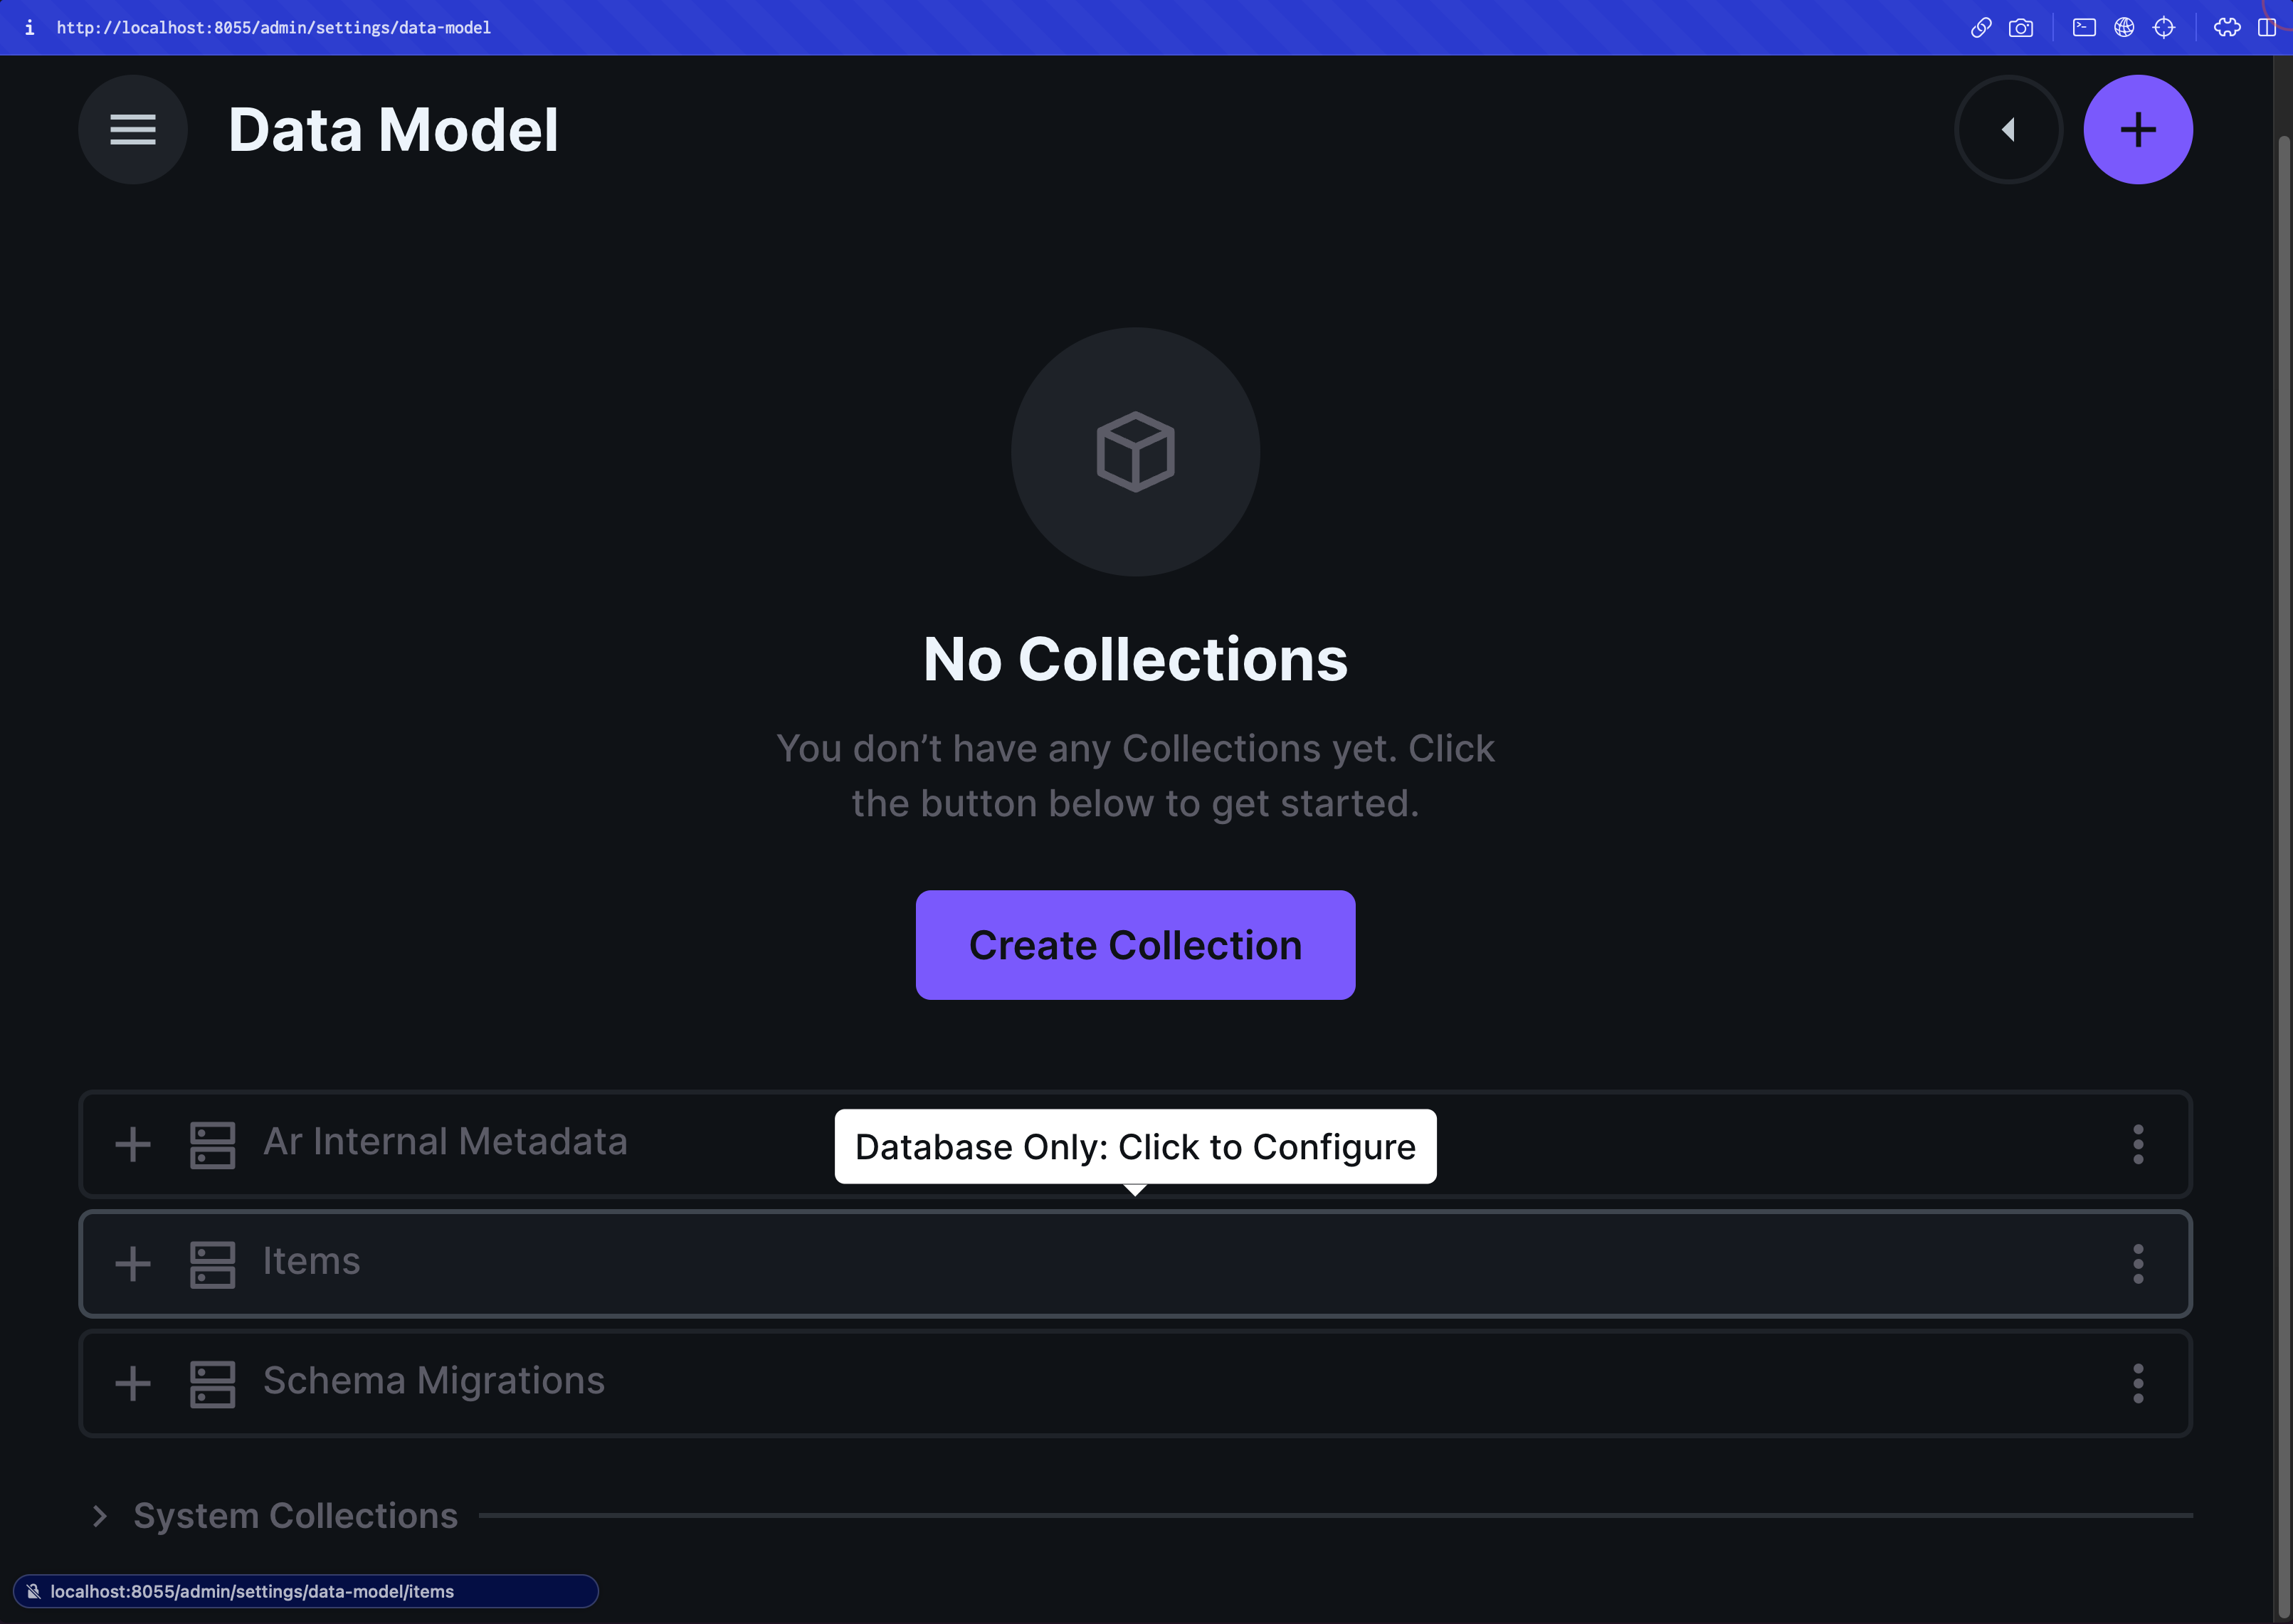 http://localhost:8055/admin/settings/data-model
Data Model
No Collections
You don’t have any Collections yet. Click
the button below to get started.
Create Collection
Ar Internal Metadata
Database Only: Click to Configure
Items
Schema Migrations
System Collections
localhost:8055/admin/settings/data-model/items